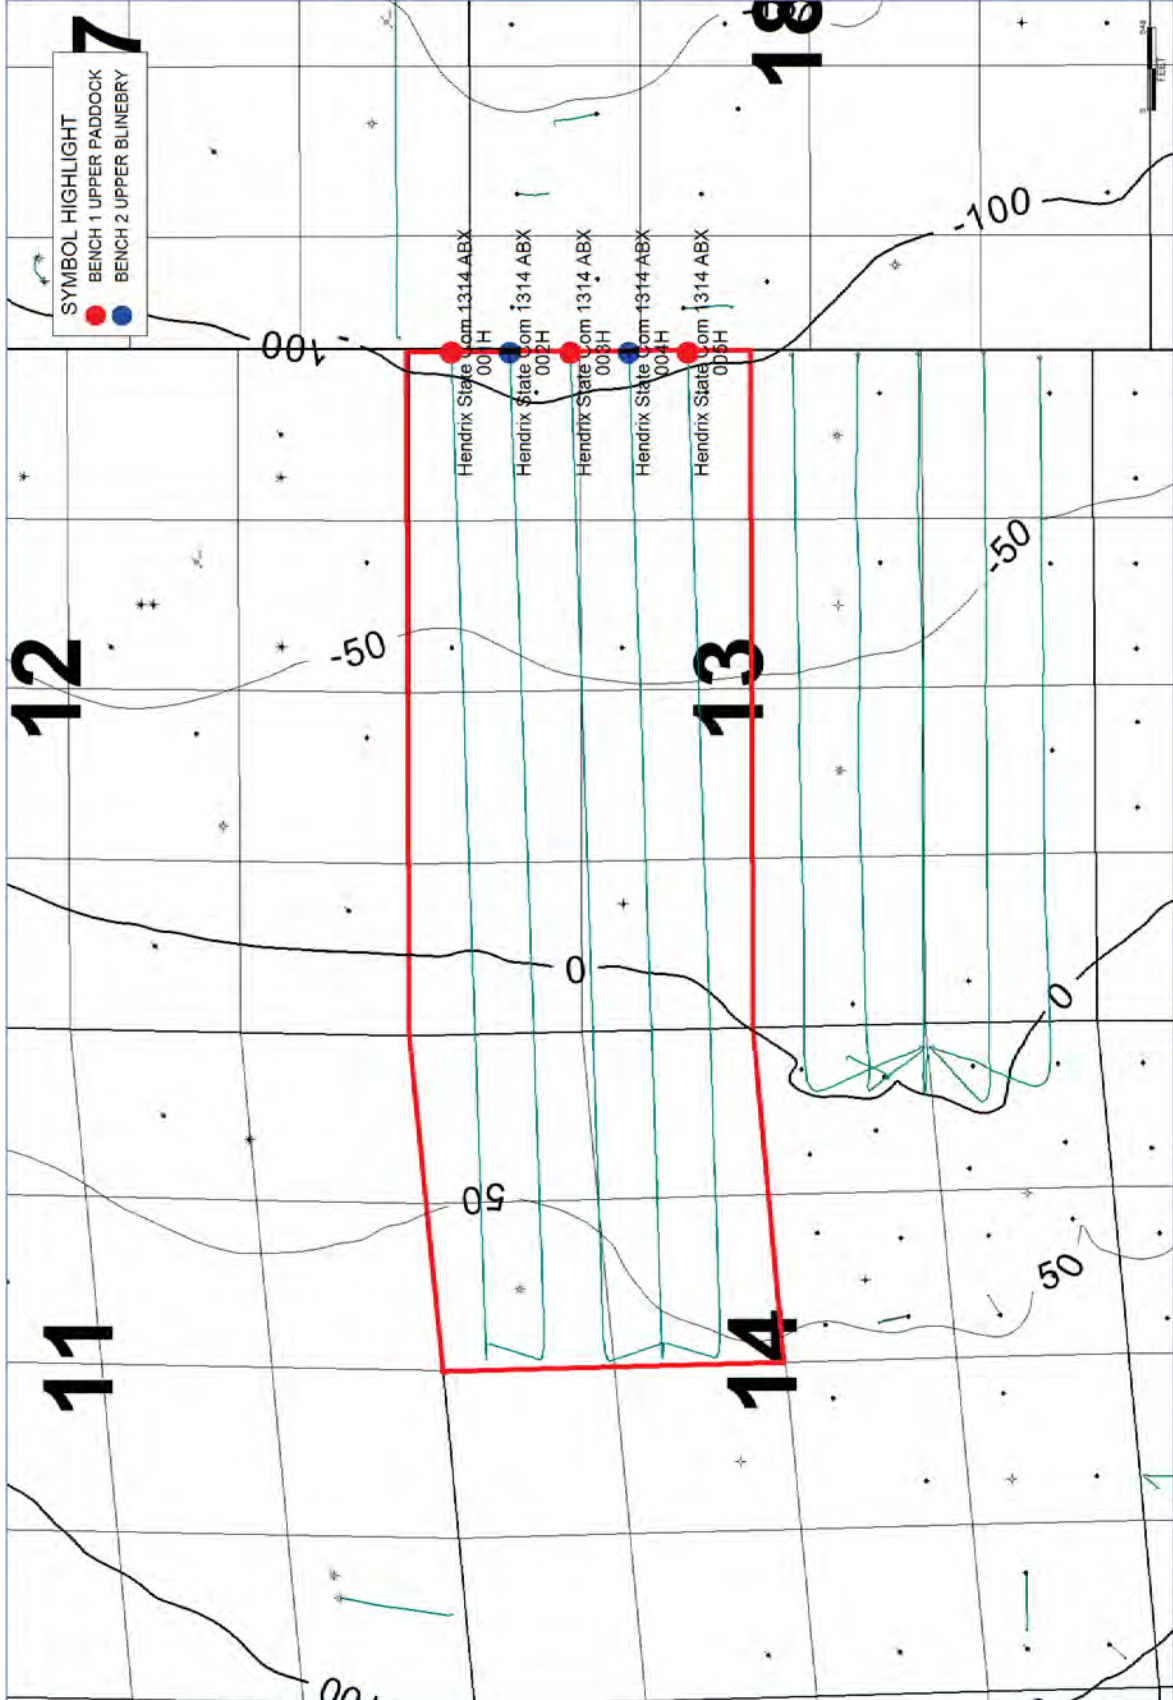 7
18
SYMBOL HIGHLIGHT
BENCH 1 UPPER PADDOCK
BENCH 2 UPPER BLINEBRY
0
FEET
-100
-100
Hendrix State Com 1314 ABX
001H
Hendrix State Com 1314 ABX
002H
Hendrix State Com 1314 ABX
003H
Hendrix State Com 1314 ABX
004H
Hendrix State Com 1314 ABX
005H
-50
-50
12
13
0
0
50
50
11
14